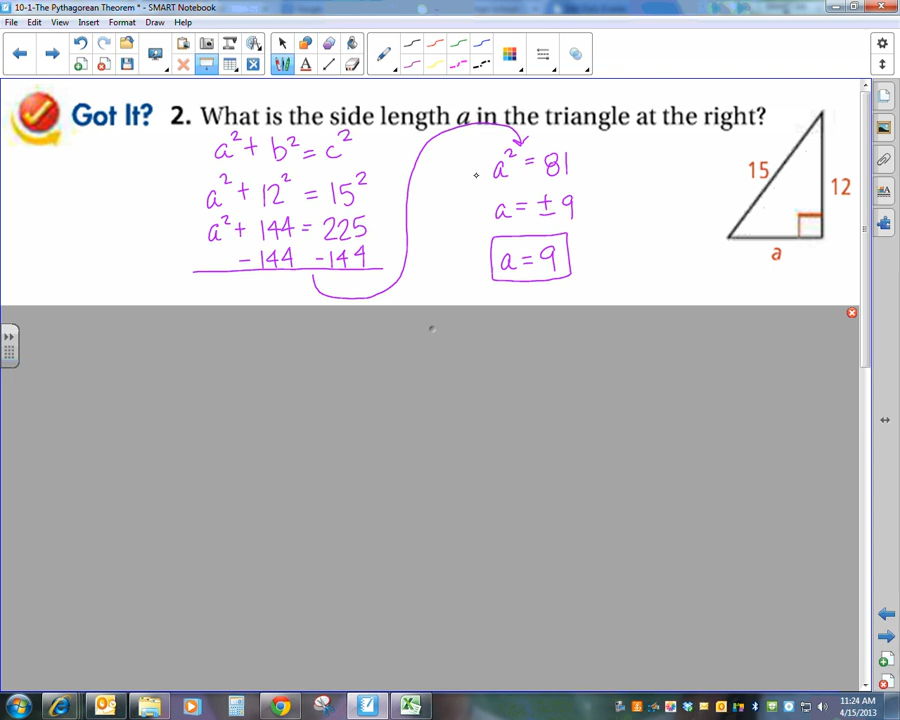 10-1-The Pythagorean Theorem * - SMART Notebook
File Edit View Insert Format Draw Help
Got It? 2. What is the side length a in the triangle at the right?
a² + b² = c²
a² + 12² = 15²
a² + 144 = 225
-144 -144
a² = 81
a = ± 9
a = 9
15
12
a
11:24 AM
4/15/2013